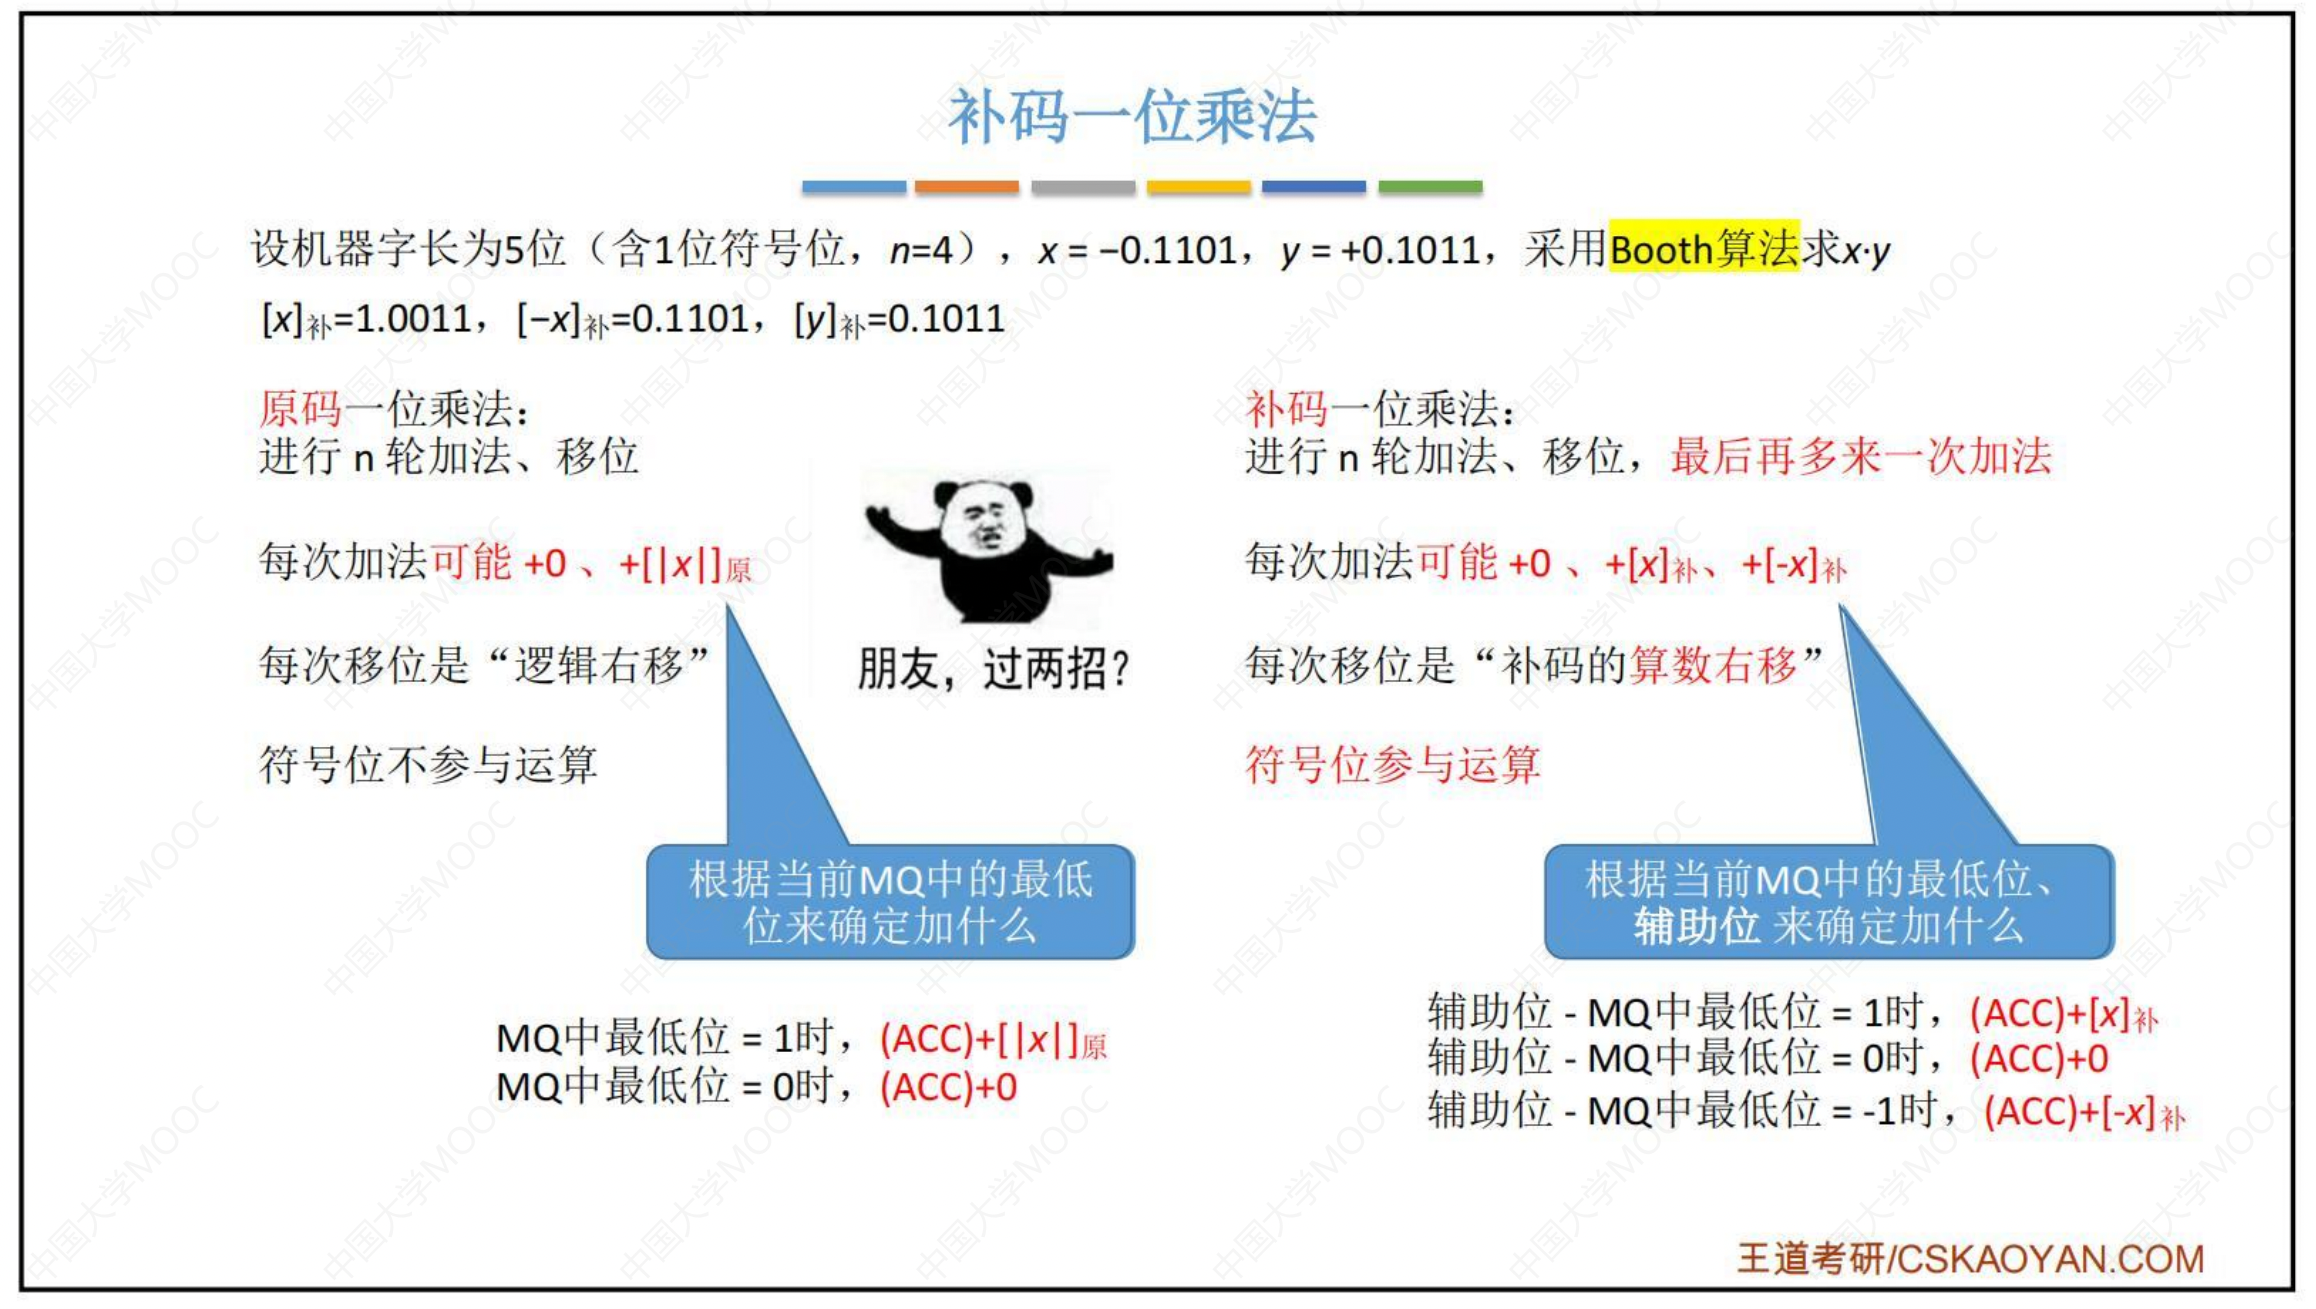 补码一位乘法
设机器字长为5位（含1位符号位，n=4），x = −0.1101，y = +0.1011，采用Booth算法求x·y
[x]补=1.0011，[−x]补=0.1101，[y]补=0.1011
原码一位乘法：
进行 n 轮加法、移位
每次加法可能 +0 、+[|x|]原
每次移位是“逻辑右移”
符号位不参与运算
根据当前MQ中的最低
位来确定加什么
MQ中最低位 = 1时，(ACC)+[|x|]原
MQ中最低位 = 0时，(ACC)+0
朋友，过两招?
补码一位乘法：
进行 n 轮加法、移位，最后再多来一次加法
每次加法可能 +0 、+[x]补、+[-x]补
每次移位是“补码的算数右移”
符号位参与运算
根据当前MQ中的最低位、
辅助位 来确定加什么
辅助位 - MQ中最低位 = 1时，(ACC)+[x]补
辅助位 - MQ中最低位 = 0时，(ACC)+0
辅助位 - MQ中最低位 = -1时，(ACC)+[-x]补
王道考研/CSKAOYAN.COM
中国大学MOOC